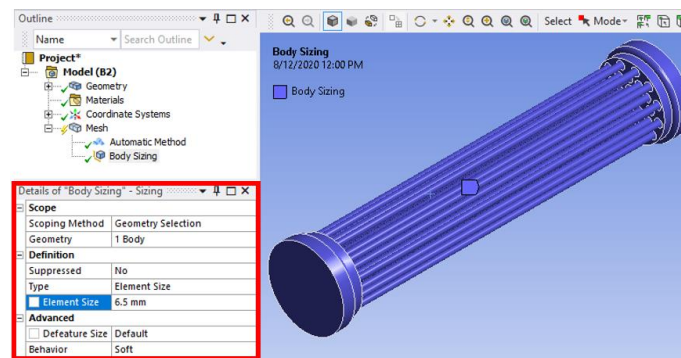 Outline
Name Search Outline
Project*
Model (B2)
Geometry
Materials
Coordinate Systems
Mesh
Automatic Method
Body Sizing
Details of "Body Sizing" - Sizing
Scope
Scoping Method Geometry Selection
Geometry 1 Body
Definition
Suppressed No
Type Element Size
Element Size 6.5 mm
Advanced
Defeature Size Default
Behavior Soft
Select Mode
Body Sizing
8/12/2020 12:00 PM
Body Sizing